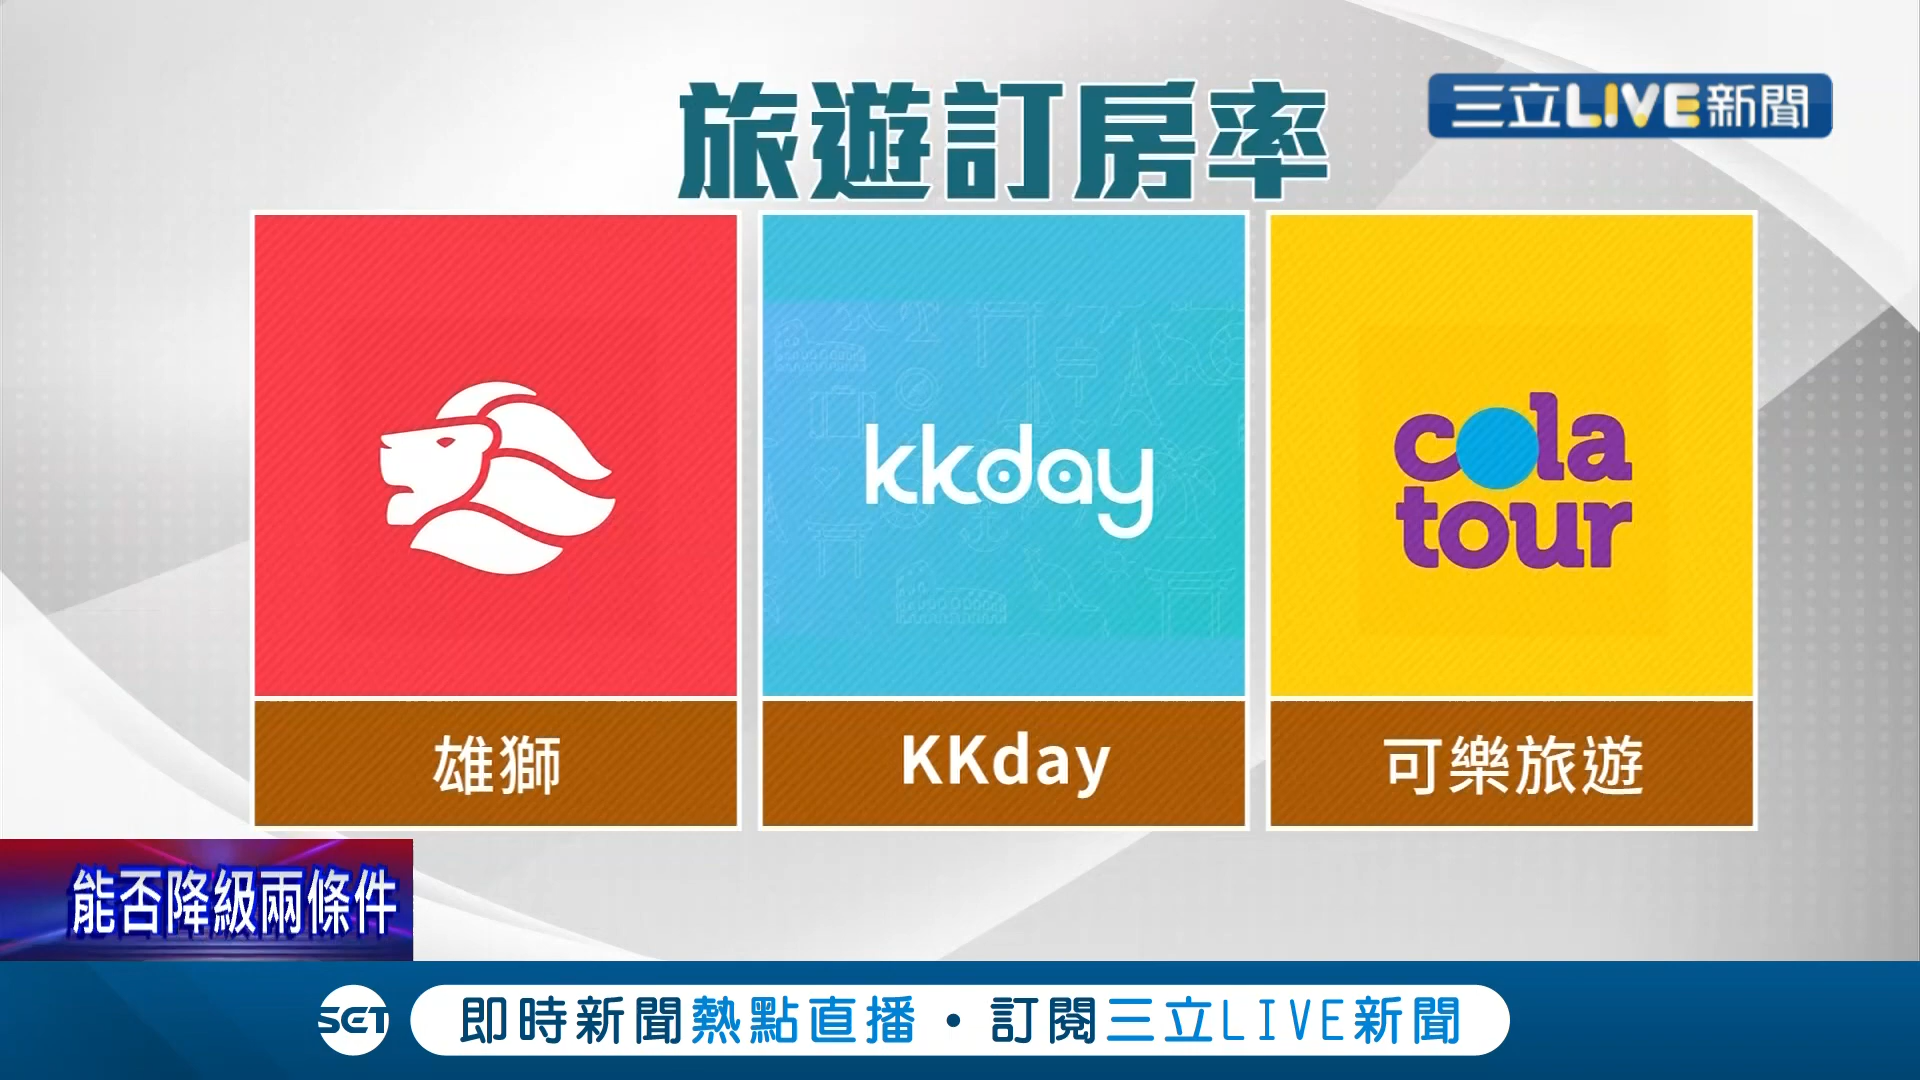 旅遊訂房率
三立LIVE新聞
kkday
cola
tour
雄獅
KKday
可樂旅遊
能否降級兩條件
SET
即時新聞熱點直播·訂閱三立LIVE新聞